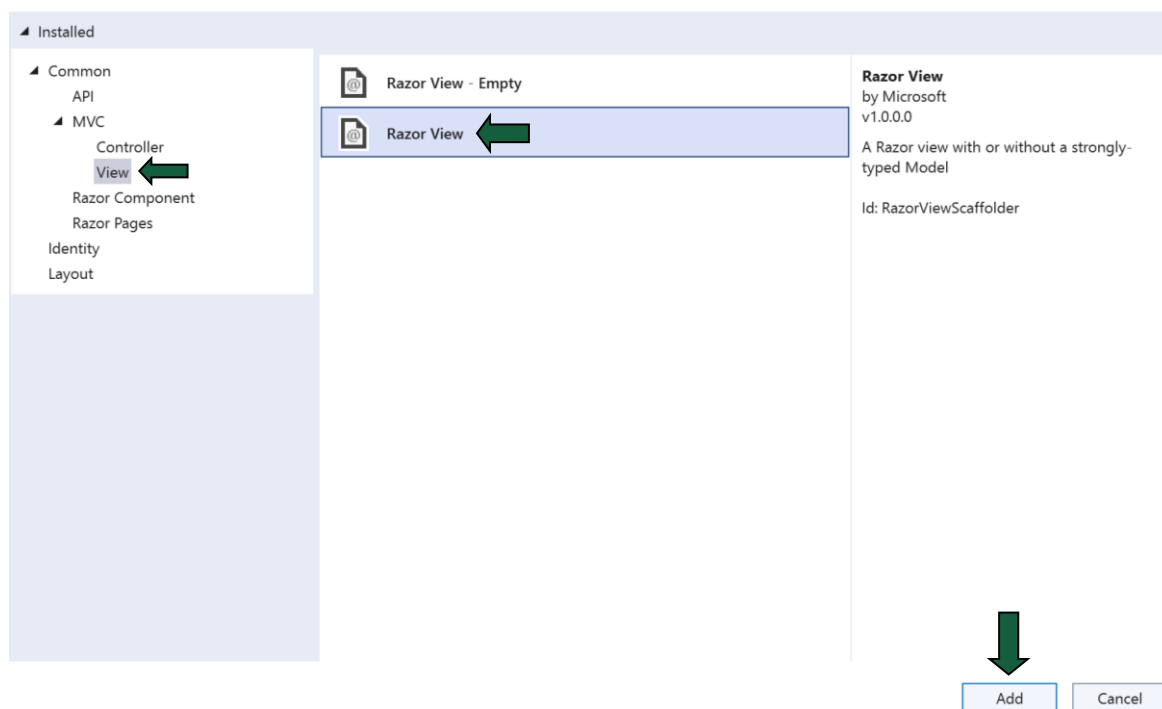 Installed
Common
API
MVC
Controller
View
Razor Component
Razor Pages
Identity
Layout
Razor View - Empty
Razor View
Razor View
by Microsoft
v1.0.0.0
A Razor view with or without a strongly-
typed Model
Id: RazorViewScaffolder
Add
Cancel